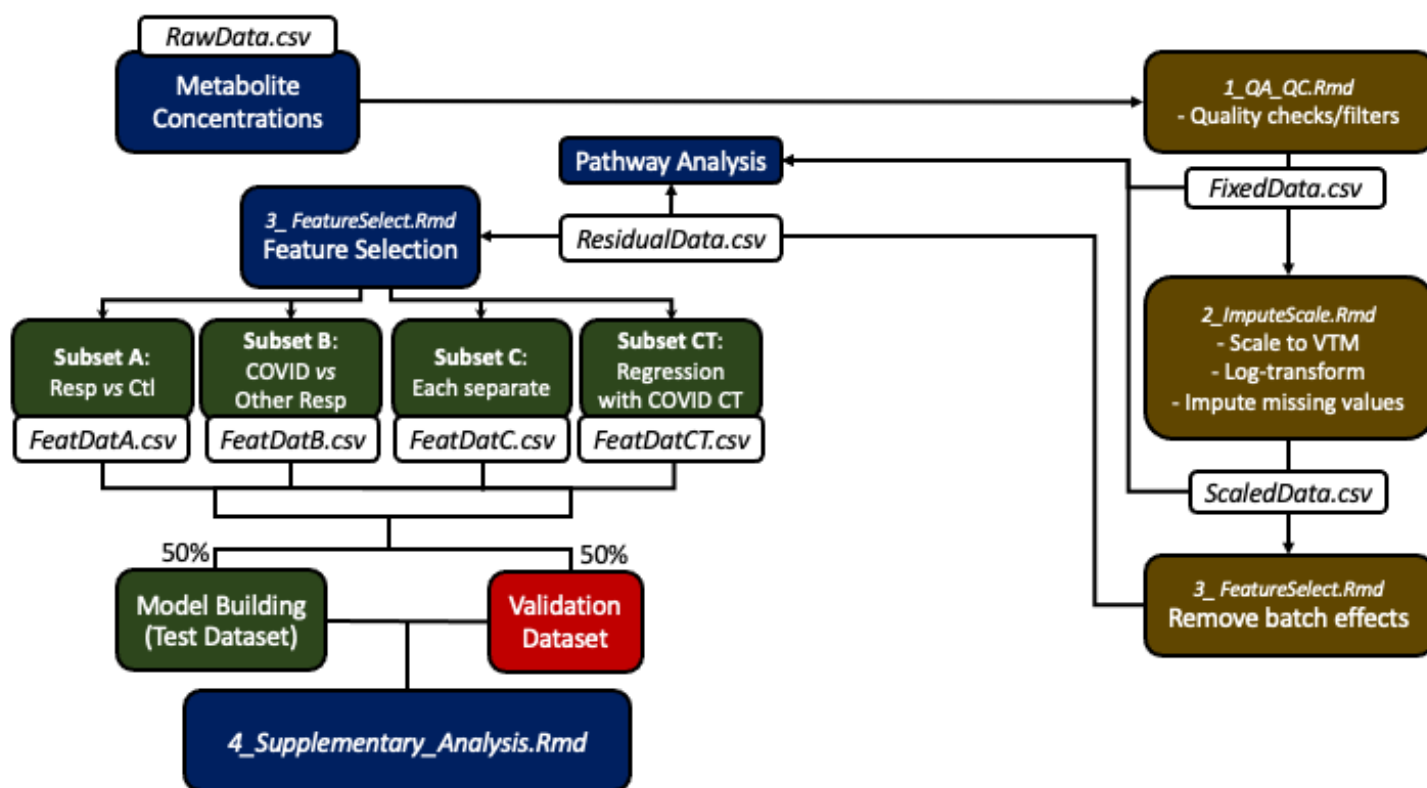 RawData.csv
Metabolite
Concentrations
1_QA_QC.Rmd
- Quality checks/filters
Pathway Analysis
FixedData.csv
3_ FeatureSelect.Rmd
Feature Selection
ResidualData.csv
2_ImputeScale.Rmd
- Scale to VTM
- Log-transform
- Impute missing values
Subset A:
Resp vs Ctl
Subset B:
COVID vs
Other Resp
Subset C:
Each separate
Subset CT:
Regression
with COVID CT
FeatDatA.csv
FeatDatB.csv
FeatDatC.csv
FeatDatCT.csv
ScaledData.csv
50%
50%
Model Building
(Test Dataset)
Validation
Dataset
3_ FeatureSelect.Rmd
Remove batch effects
4_Supplementary_Analysis.Rmd